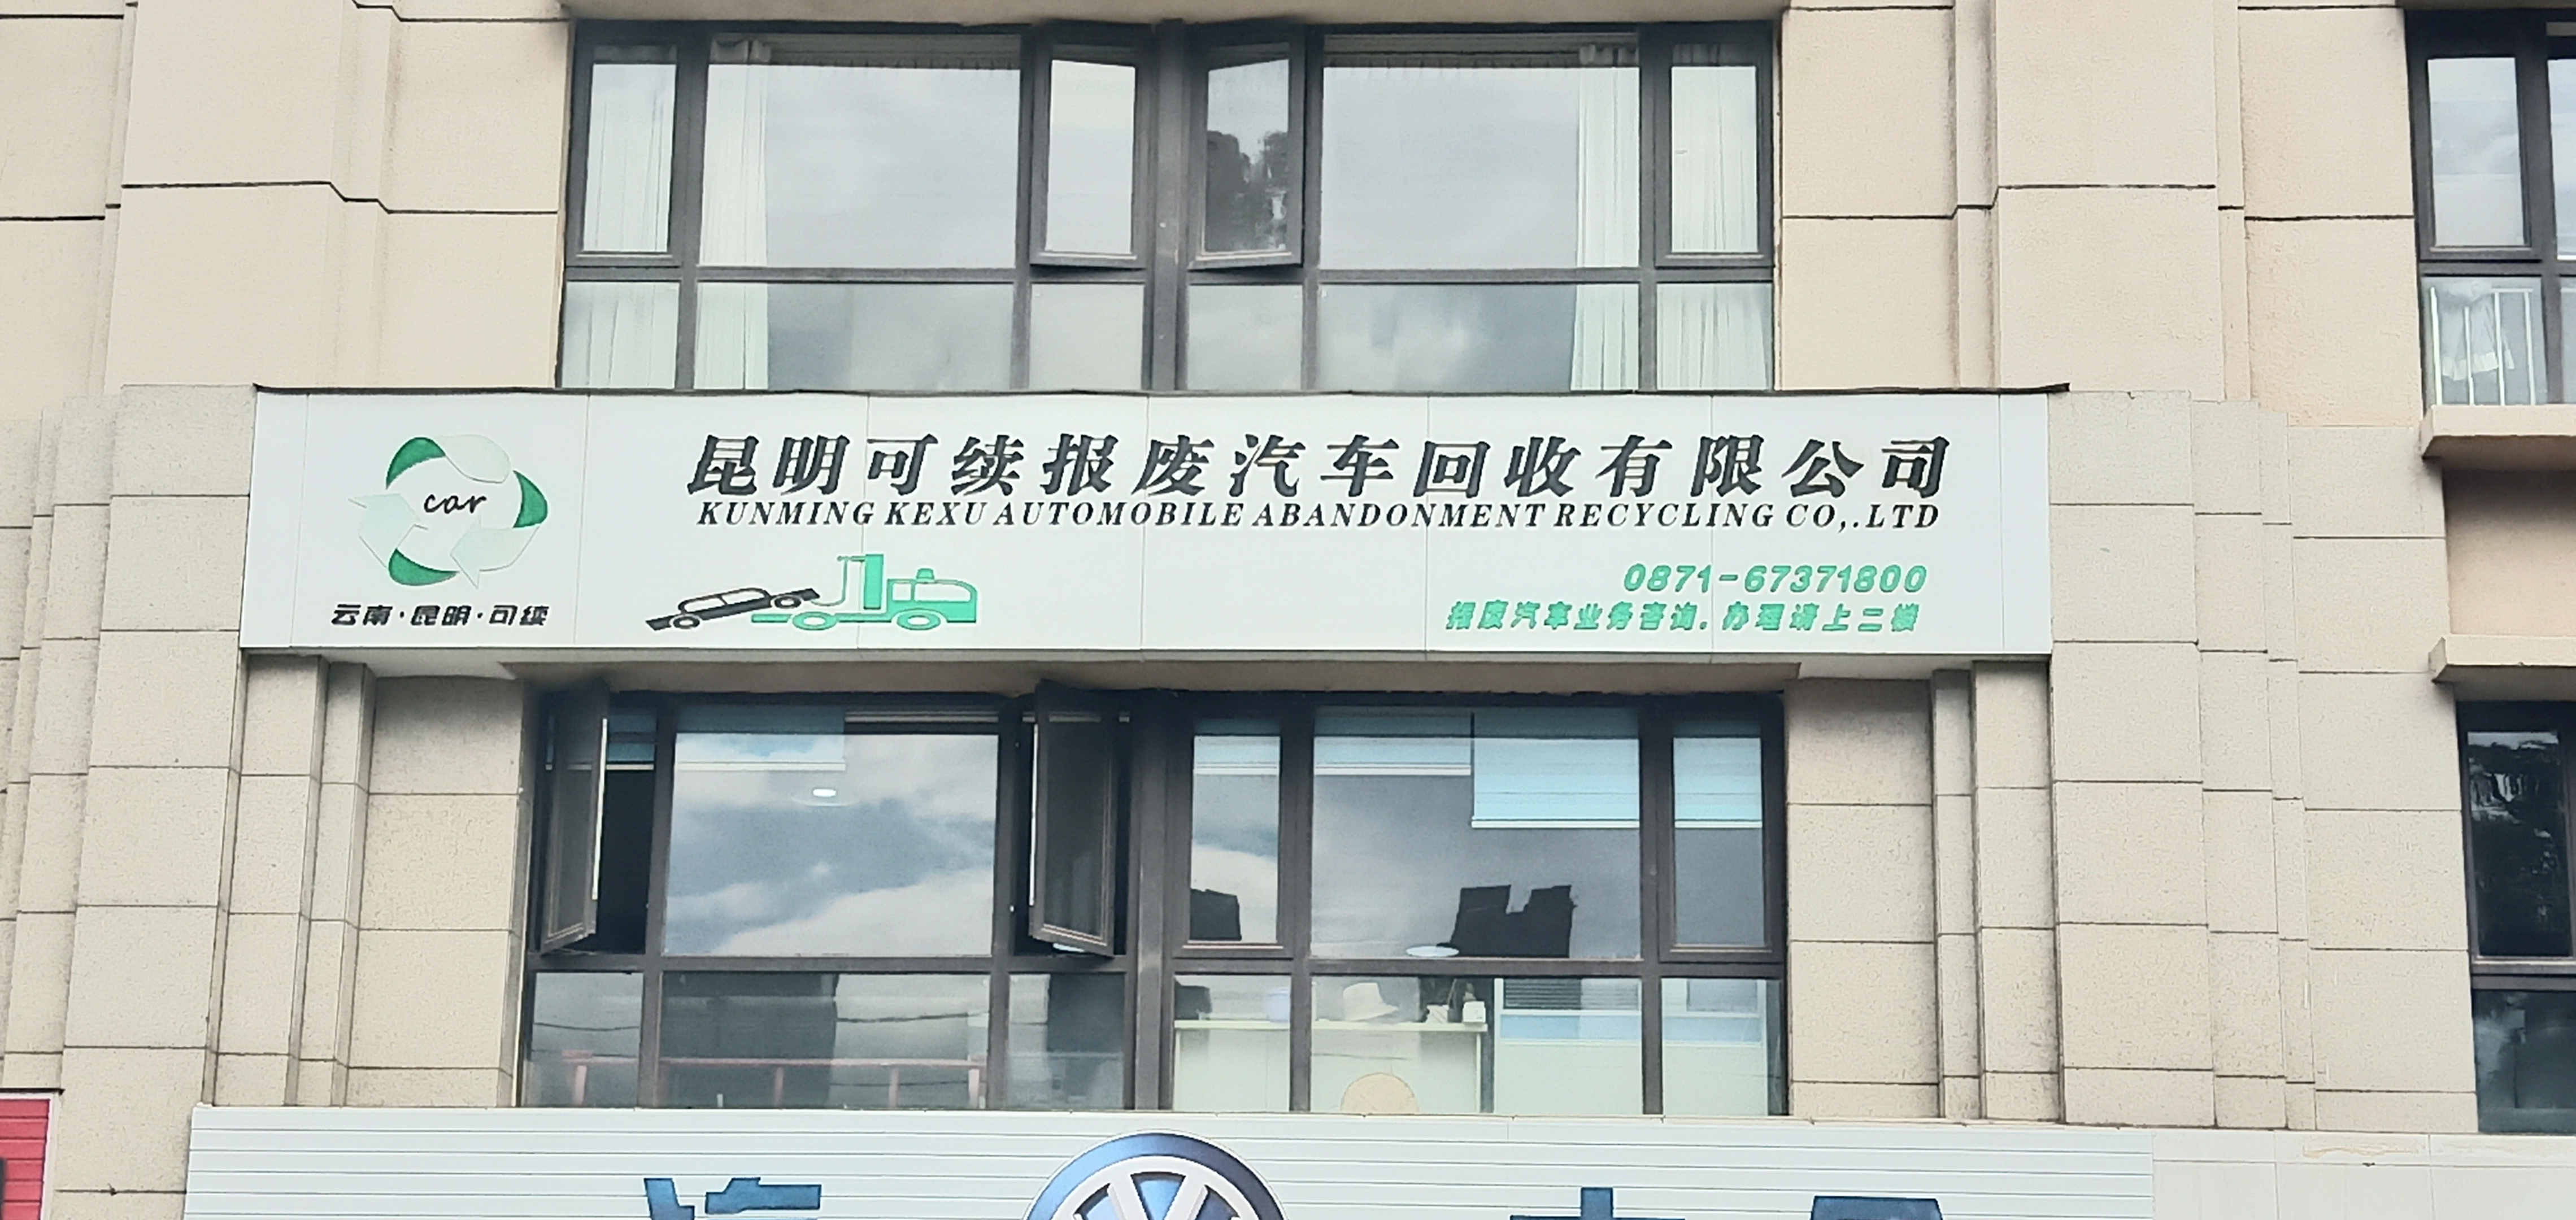 car
云南·昆明·可续
昆明可续报废汽车回收有限公司
KUNMING KEXU AUTOMOBILE ABANDONMENT RECYCLING CO,.LTD
0871-67371800
报废汽车业务咨询.办理请上二楼